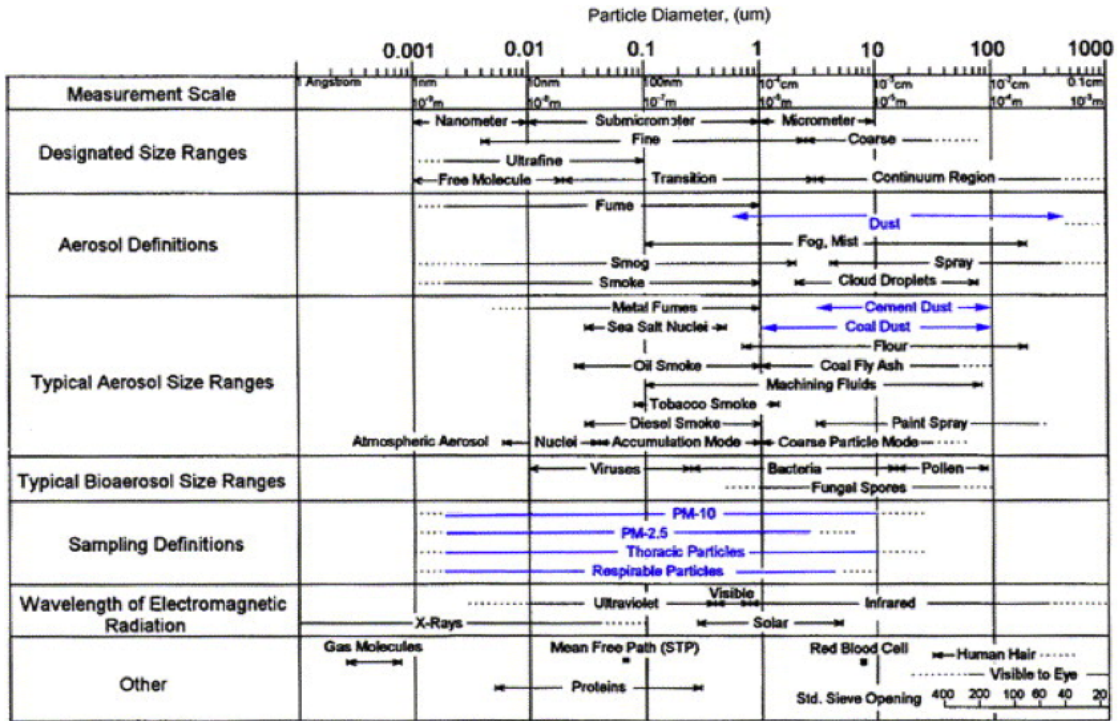 Particle Diameter, (um)
0.001 0.01 0.1 1 10 100 1000
Measurement Scale
1 Angstrom 1nm 10nm 100nm 10⁻⁴cm 10⁻³cm 10⁻²cm 0.1cm
10⁻⁹m 10⁻⁸m 10⁻⁷m 10⁻⁶m 10⁻⁵m 10⁻⁴m 10⁻³m
Designated Size Ranges
Nanometer Submicrometer Micrometer
Fine Coarse
Ultrafine
Free Molecule Transition Continuum Region
Aerosol Definitions
Fume
Dust
Fog, Mist
Smog Spray
Smoke Cloud Droplets
Typical Aerosol Size Ranges
Metal Fumes Cement Dust
Sea Salt Nuclei Coal Dust
Flour
Oil Smoke Coal Fly Ash
Machining Fluids
Tobacco Smoke
Diesel Smoke Paint Spray
Atmospheric Aerosol Nuclei Accumulation Mode Coarse Particle Mode
Typical Bioaerosol Size Ranges
Viruses Bacteria Pollen
Fungal Spores
Sampling Definitions
PM-10
PM-2.5
Thoracic Particles
Respirable Particles
Wavelength of Electromagnetic
Radiation
Visible
Ultraviolet Infrared
X-Rays Solar
Other
Gas Molecules Mean Free Path (STP) Red Blood Cell
Human Hair
Visible to Eye
Proteins
Std. Sieve Opening 400 200 100 60 40 20